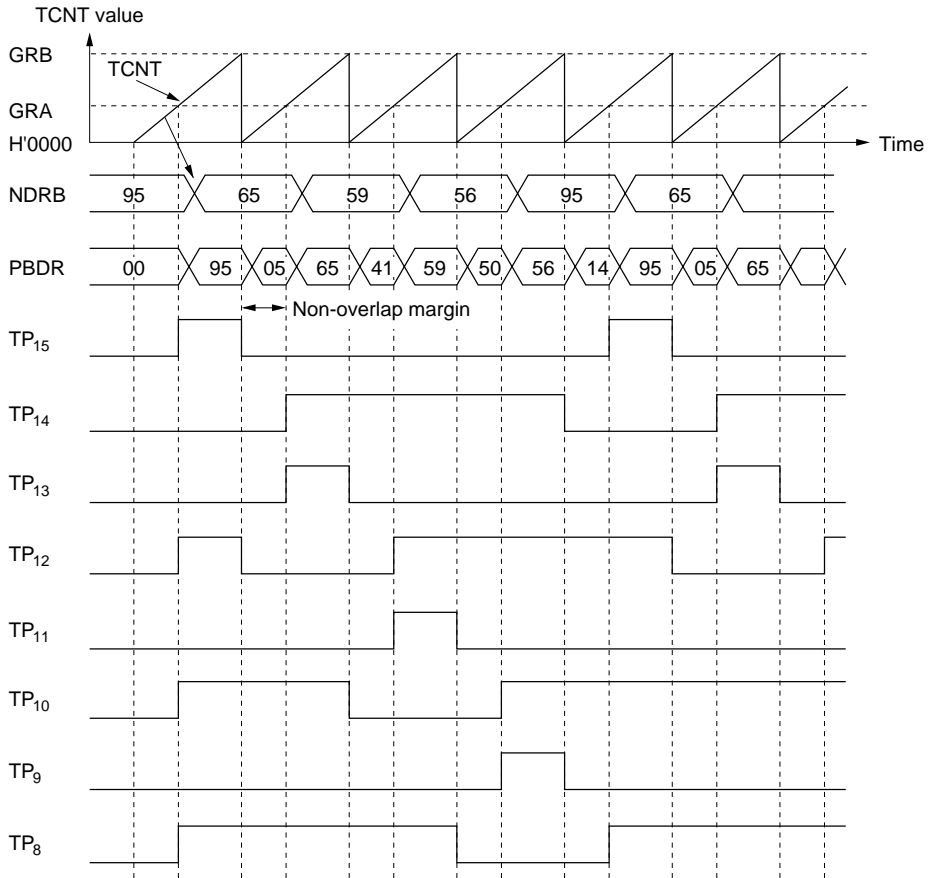 TCNT value
GRB
TCNT
GRA
H'0000
Time
NDRB 95 65 59 56 95 65
PBDR 00 95 05 65 41 59 50 56 14 95 05 65
Non-overlap margin
TP15
TP14
TP13
TP12
TP11
TP10
TP9
TP8